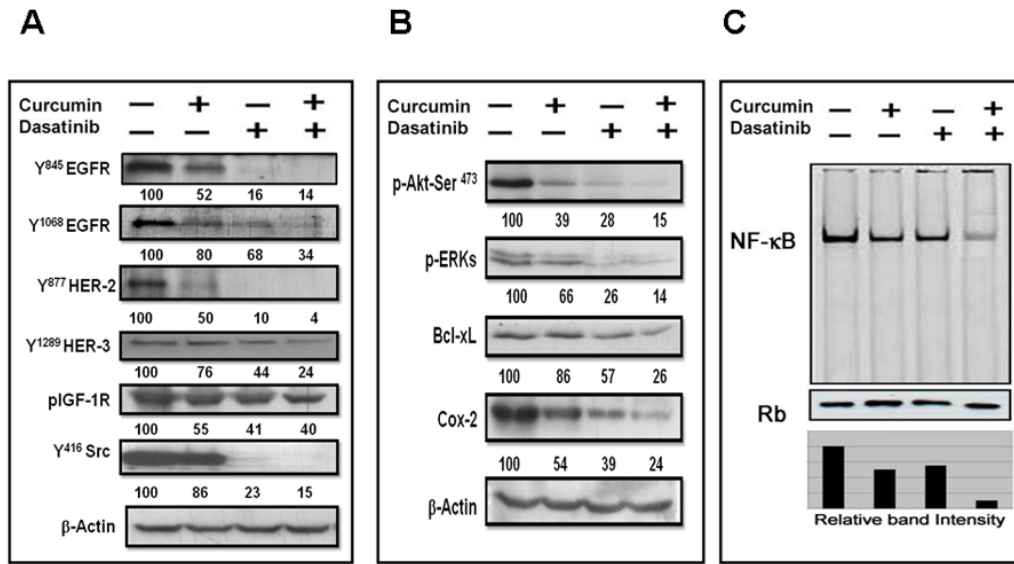 A
Curcumin − + − +
Dasatinib − − + +
Y845 EGFR
100 52 16 14
Y1068 EGFR
100 80 68 34
Y877 HER-2
100 50 10 4
Y1289 HER-3
100 76 44 24
pIGF-1R
100 55 41 40
Y416 Src
100 86 23 15
β-Actin
B
Curcumin − + − +
Dasatinib − − + +
p-Akt-Ser 473
100 39 28 15
p-ERKs
100 66 26 14
Bcl-xL
100 86 57 26
Cox-2
100 54 39 24
β-Actin
C
Curcumin − + − +
Dasatinib − − + +
NF-κB
Rb
Relative band Intensity